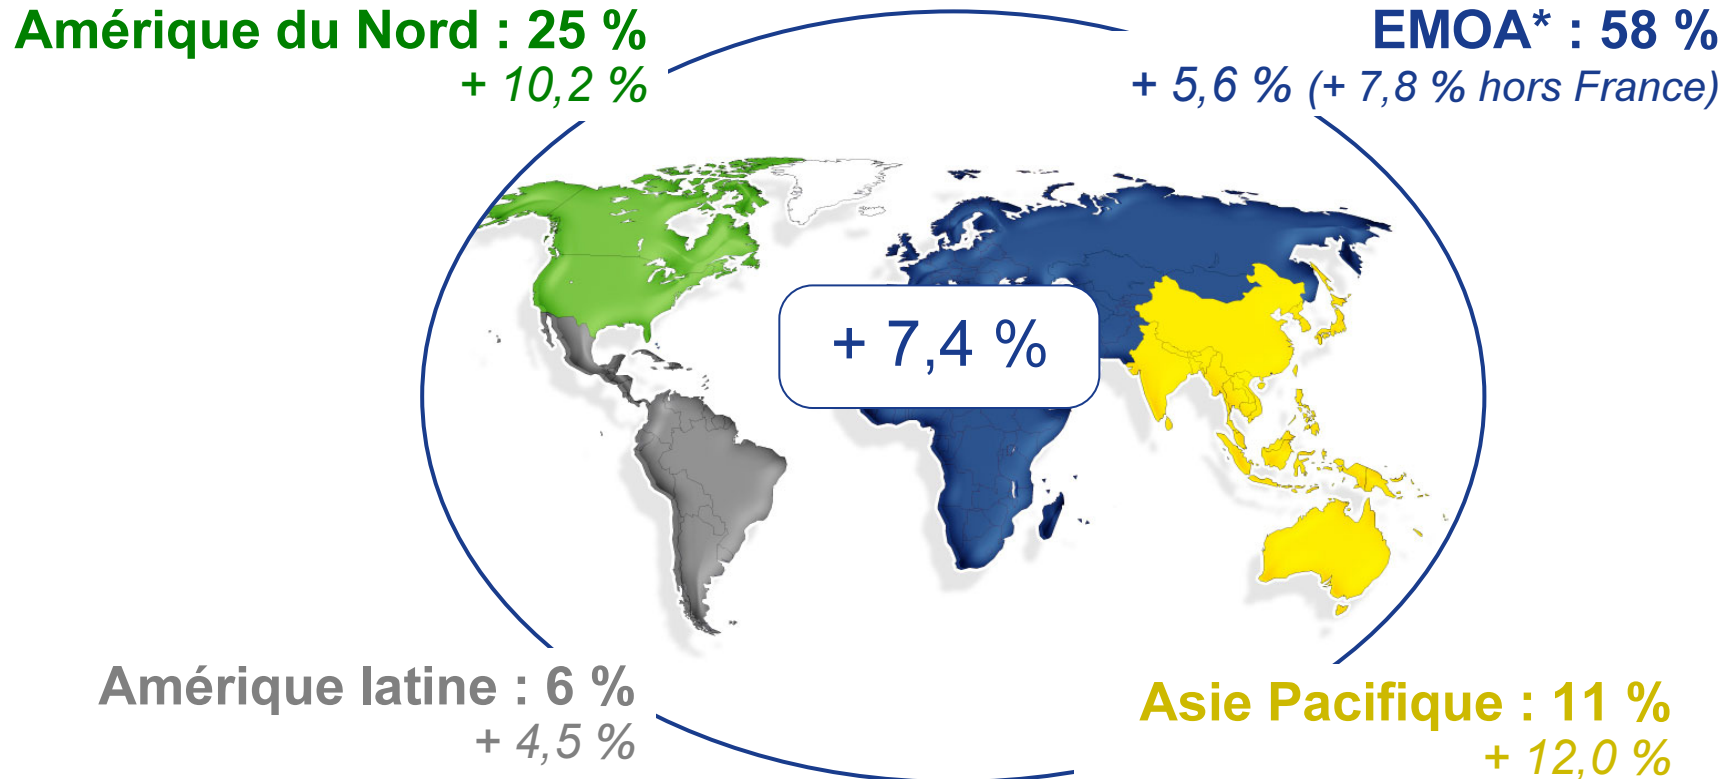 Amérique du Nord : 25 %
+ 10,2 %
EMOA* : 58 %
+ 5,6 % (+ 7,8 % hors France)
+ 7,4 %
Amérique latine : 6 %
+ 4,5 %
Asie Pacifique : 11 %
+ 12,0 %